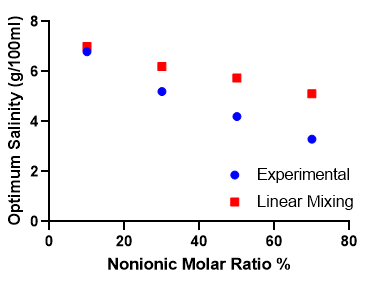 Optimum Salinity (g/100ml)
8
6
4
2
0
Experimental
Linear Mixing
0 20 40 60 80
Nonionic Molar Ratio %